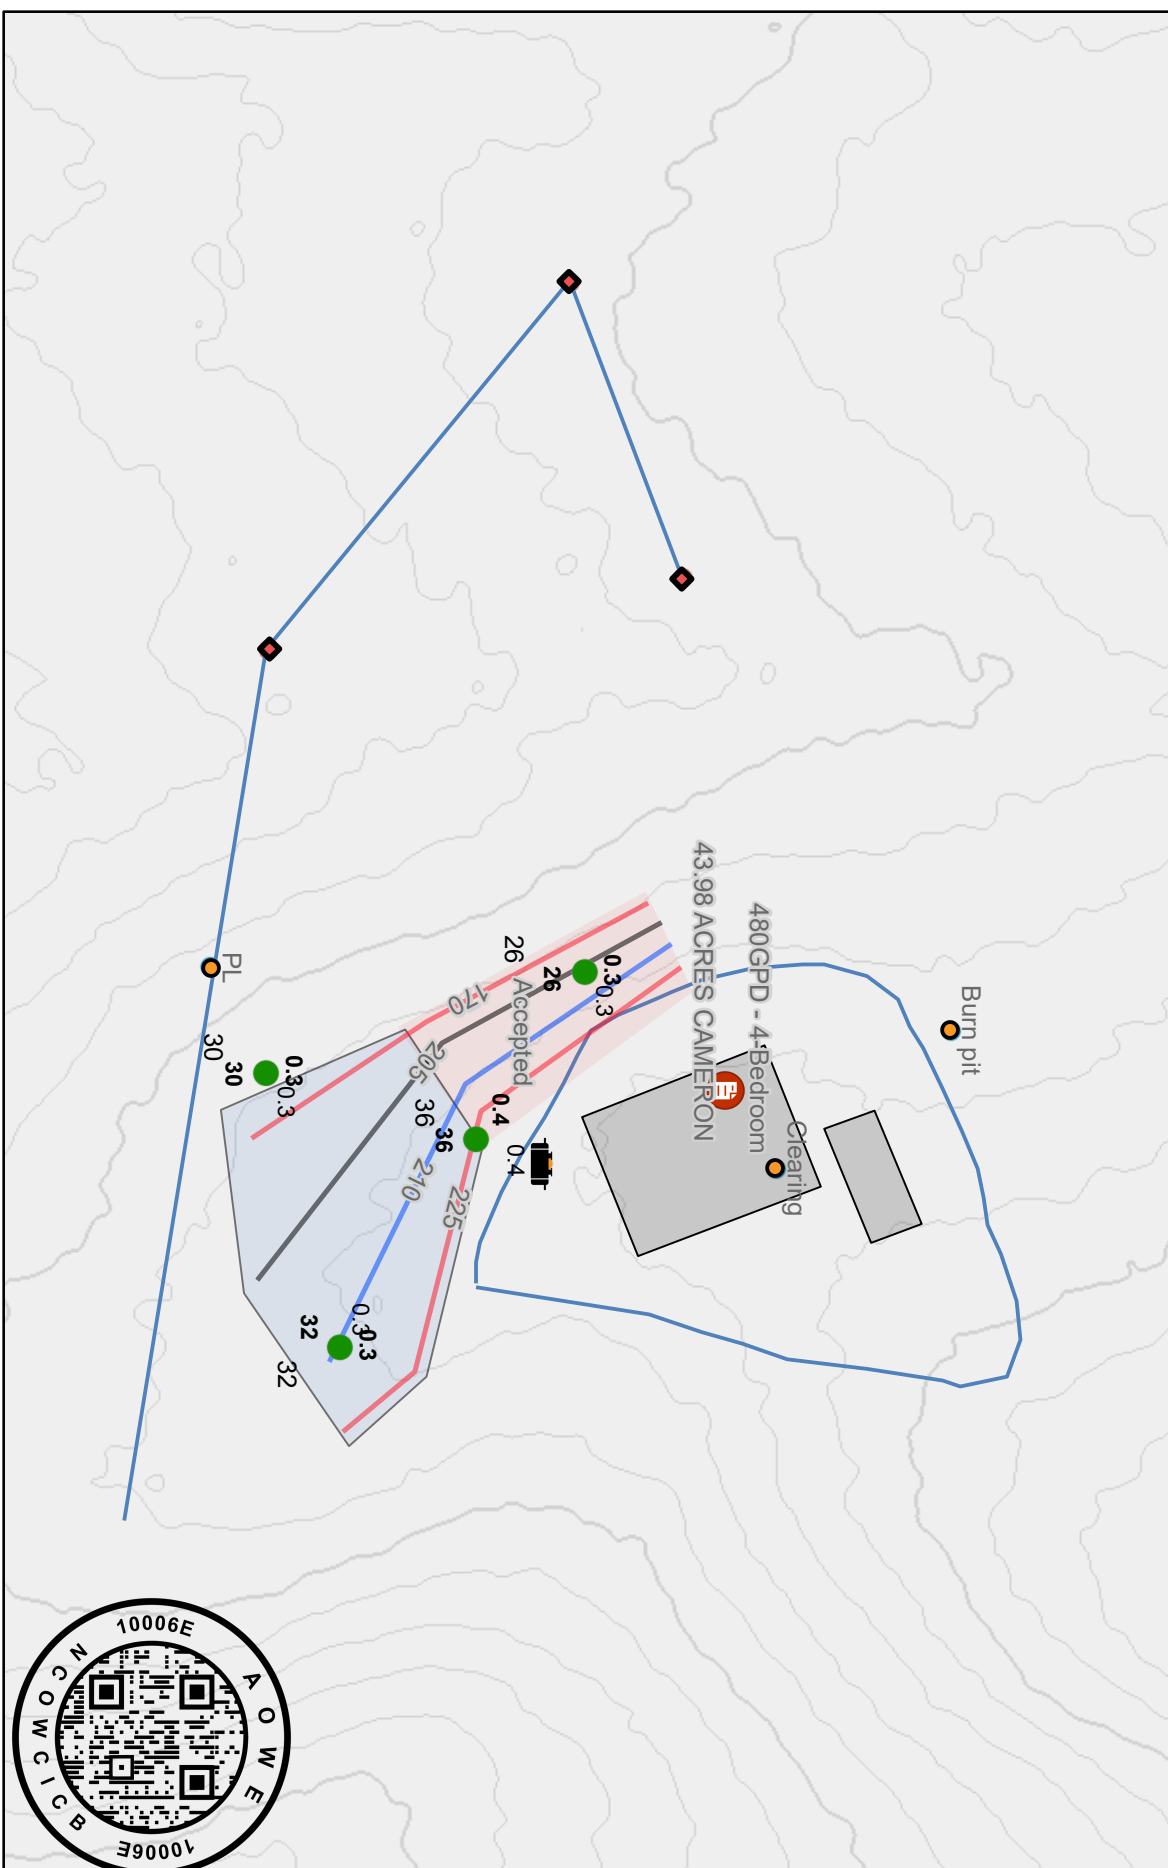 Burn pit
480GPD - 4-Bedroom
Clearing
43.98 ACRES CAMERON
0.3
0.3
26
26
Accepted
0.4
0.4
170
205
36
36
225
210
0.3
0.3
32
32
PL
0.3
0.3
30
30
10006E
AOWE
10006E
NCOWCICB